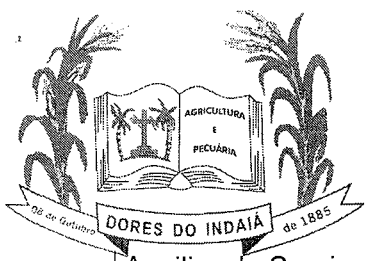 AGRICULTURA
E
PECUÁRIA
08 de Outubro
DORES DO INDAIÁ
de 1885